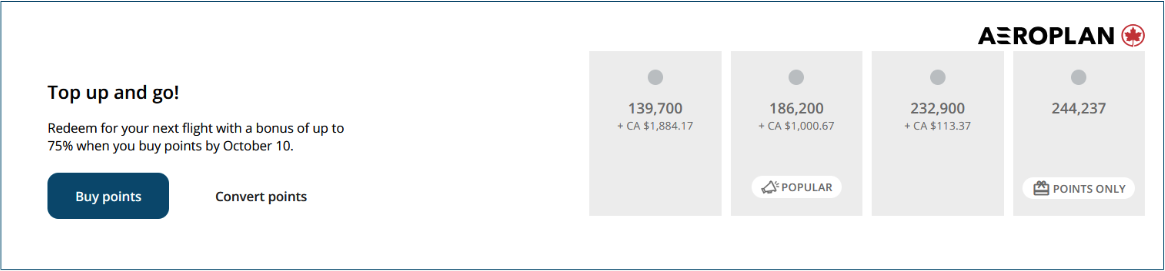 AEROPLAN
Top up and go!
Redeem for your next flight with a bonus of up to
75% when you buy points by October 10.
Buy points
Convert points
139,700
+ CA $1,884.17
186,200
+ CA $1,000.67
POPULAR
232,900
+ CA $113.37
244,237
POINTS ONLY